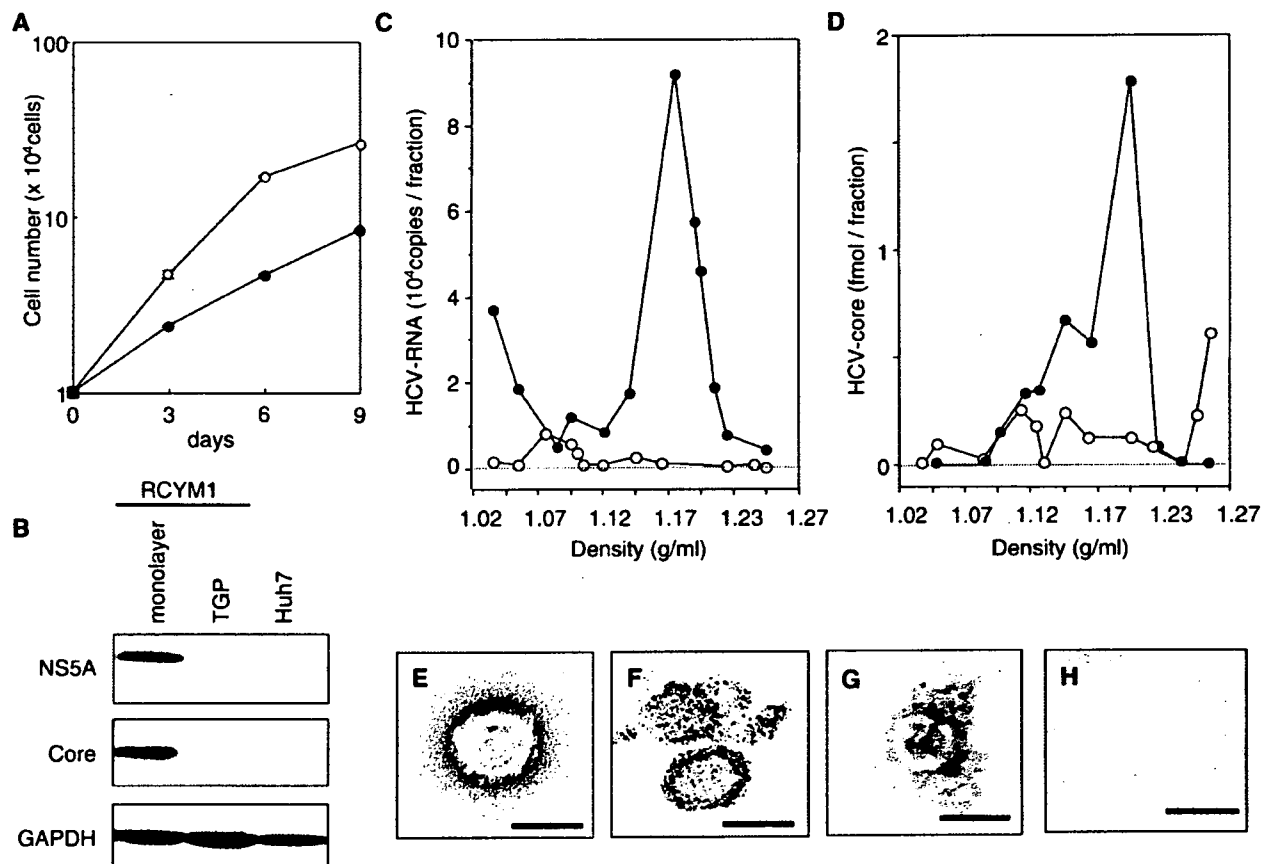 A
100
10
1
0
3
6
9
Cell number (x 10⁴cells)
days
RCYM1
B
monolayer
TGP
Huh7
NS5A
Core
GAPDH
C
10
8
6
4
2
0
HCV-RNA (10⁴copies / fraction)
1.02 1.07 1.12 1.17 1.23 1.27
Density (g/ml)
D
2
1
0
HCV-core (fmol / fraction)
1.02 1.07 1.12 1.17 1.23 1.27
Density (g/ml)
E
F
G
H